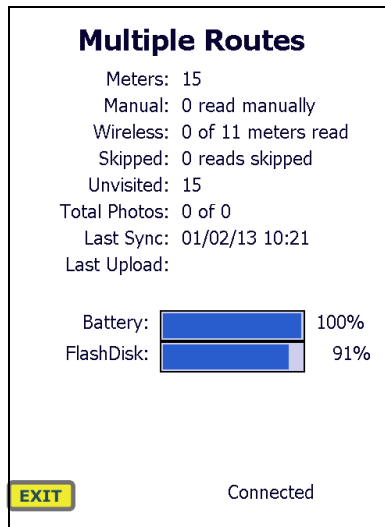 Multiple Routes
Meters: 15
Manual: 0 read manually
Wireless: 0 of 11 meters read
Skipped: 0 reads skipped
Unvisited: 15
Total Photos: 0 of 0
Last Sync: 01/02/13 10:21
Last Upload:
Battery: 100%
FlashDisk: 91%
EXIT Connected